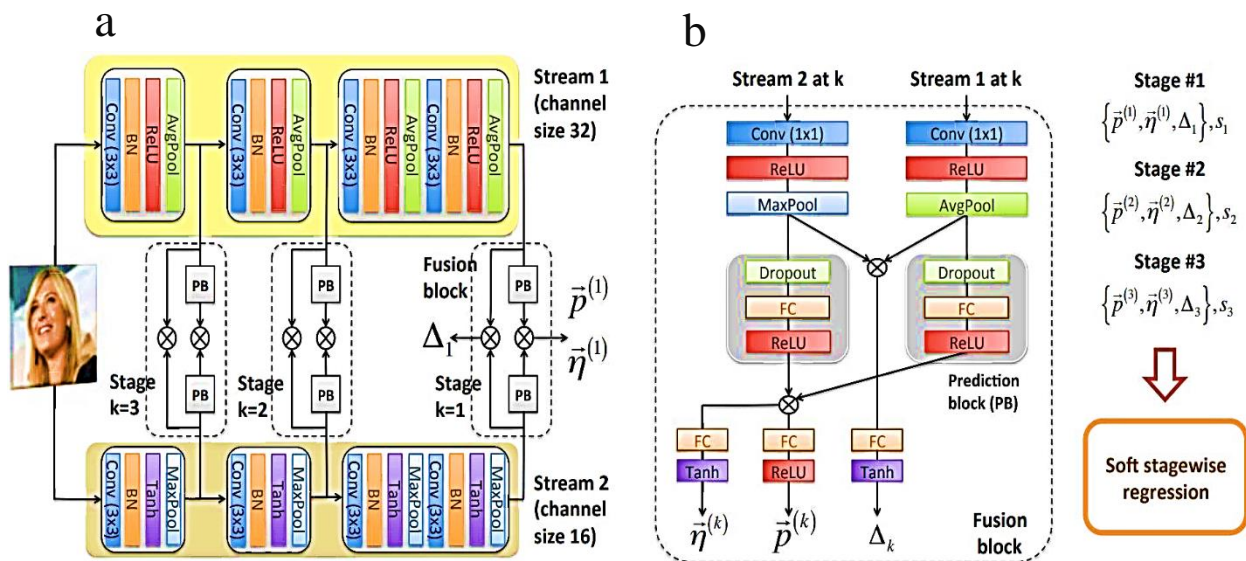 a
Conv (3x3)
BN
ReLU
AvgPool
Conv (3x3)
BN
ReLU
AvgPool
Conv (3x3)
BN
ReLU
AvgPool
Conv (3x3)
BN
ReLU
AvgPool
Stream 1
(channel
size 32)
Fusion
block
PB
PB
PB
PB
PB
PB
Δ₁
p⃗⁽¹⁾
η⃗⁽¹⁾
Stage
k=3
Stage
k=2
Stage
k=1
Conv (3x3)
BN
Tanh
MaxPool
Conv (3x3)
BN
Tanh
MaxPool
Conv (3x3)
BN
Tanh
MaxPool
Conv (3x3)
BN
Tanh
MaxPool
Stream 2
(channel
size 16)
b
Stream 2 at k
Stream 1 at k
Conv (1x1)
Conv (1x1)
ReLU
ReLU
MaxPool
AvgPool
Dropout
Dropout
FC
FC
ReLU
ReLU
Prediction
block (PB)
FC
FC
FC
Tanh
ReLU
Tanh
η⃗⁽ᵏ⁾
p⃗⁽ᵏ⁾
Δₖ
Fusion
block
Stage #1
{p⃗⁽¹⁾, η⃗⁽¹⁾, Δ₁}, s₁
Stage #2
{p⃗⁽²⁾, η⃗⁽²⁾, Δ₂}, s₂
Stage #3
{p⃗⁽³⁾, η⃗⁽³⁾, Δ₃}, s₃
Soft stagewise
regression